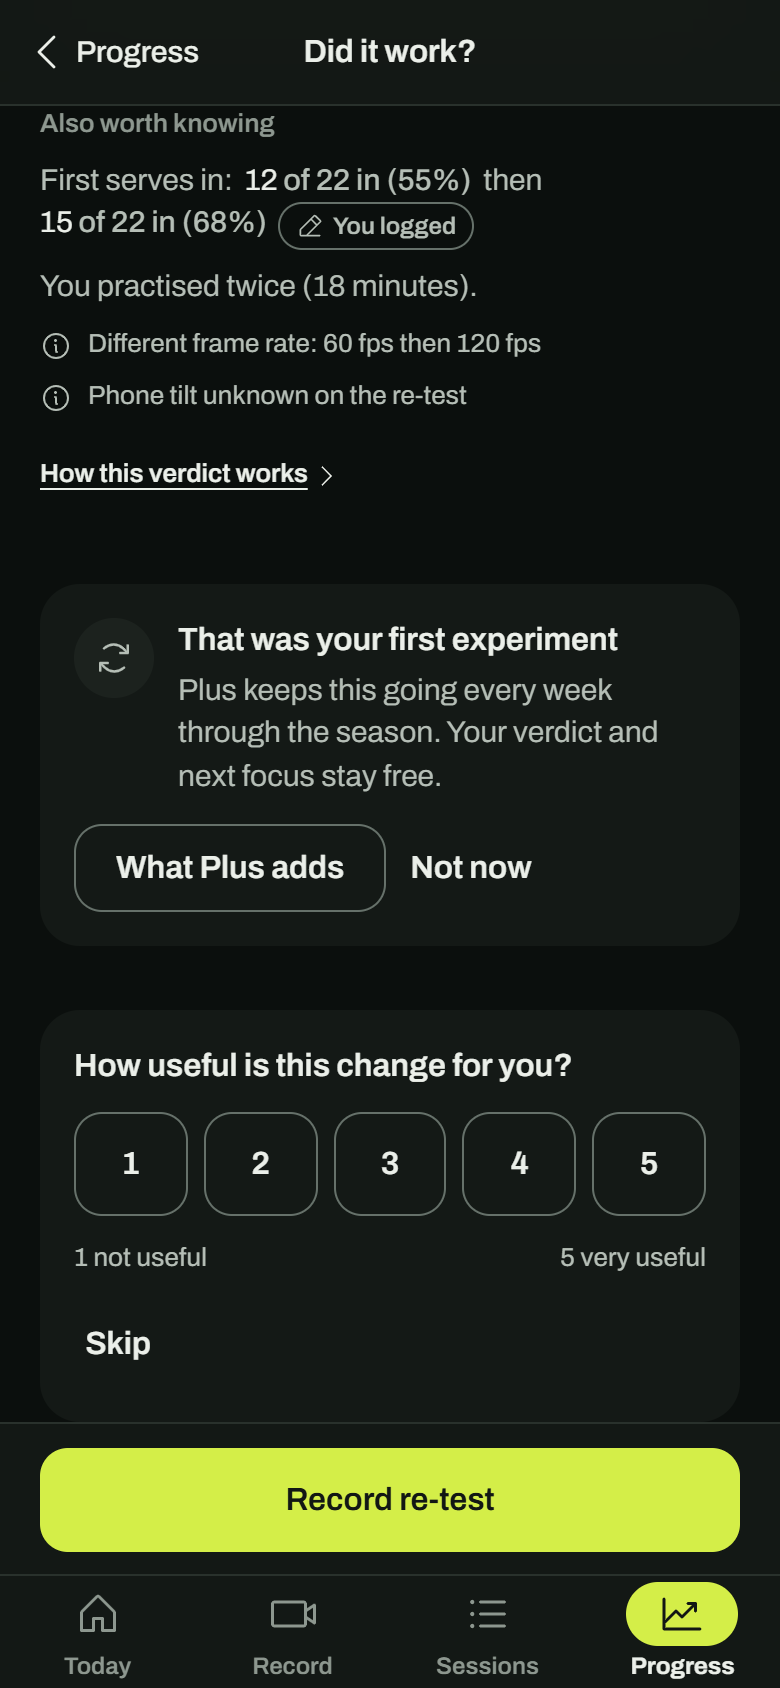 Progress
Did it work?
Also worth knowing
First serves in: 12 of 22 in (55%) then
15 of 22 in (68%) You logged
You practised twice (18 minutes).
Different frame rate: 60 fps then 120 fps
Phone tilt unknown on the re-test
How this verdict works
That was your first experiment
Plus keeps this going every week
through the season. Your verdict and
next focus stay free.
What Plus adds
Not now
How useful is this change for you?
1 2 3 4 5
1 not useful
5 very useful
Skip
Record re-test
Today
Record
Sessions
Progress